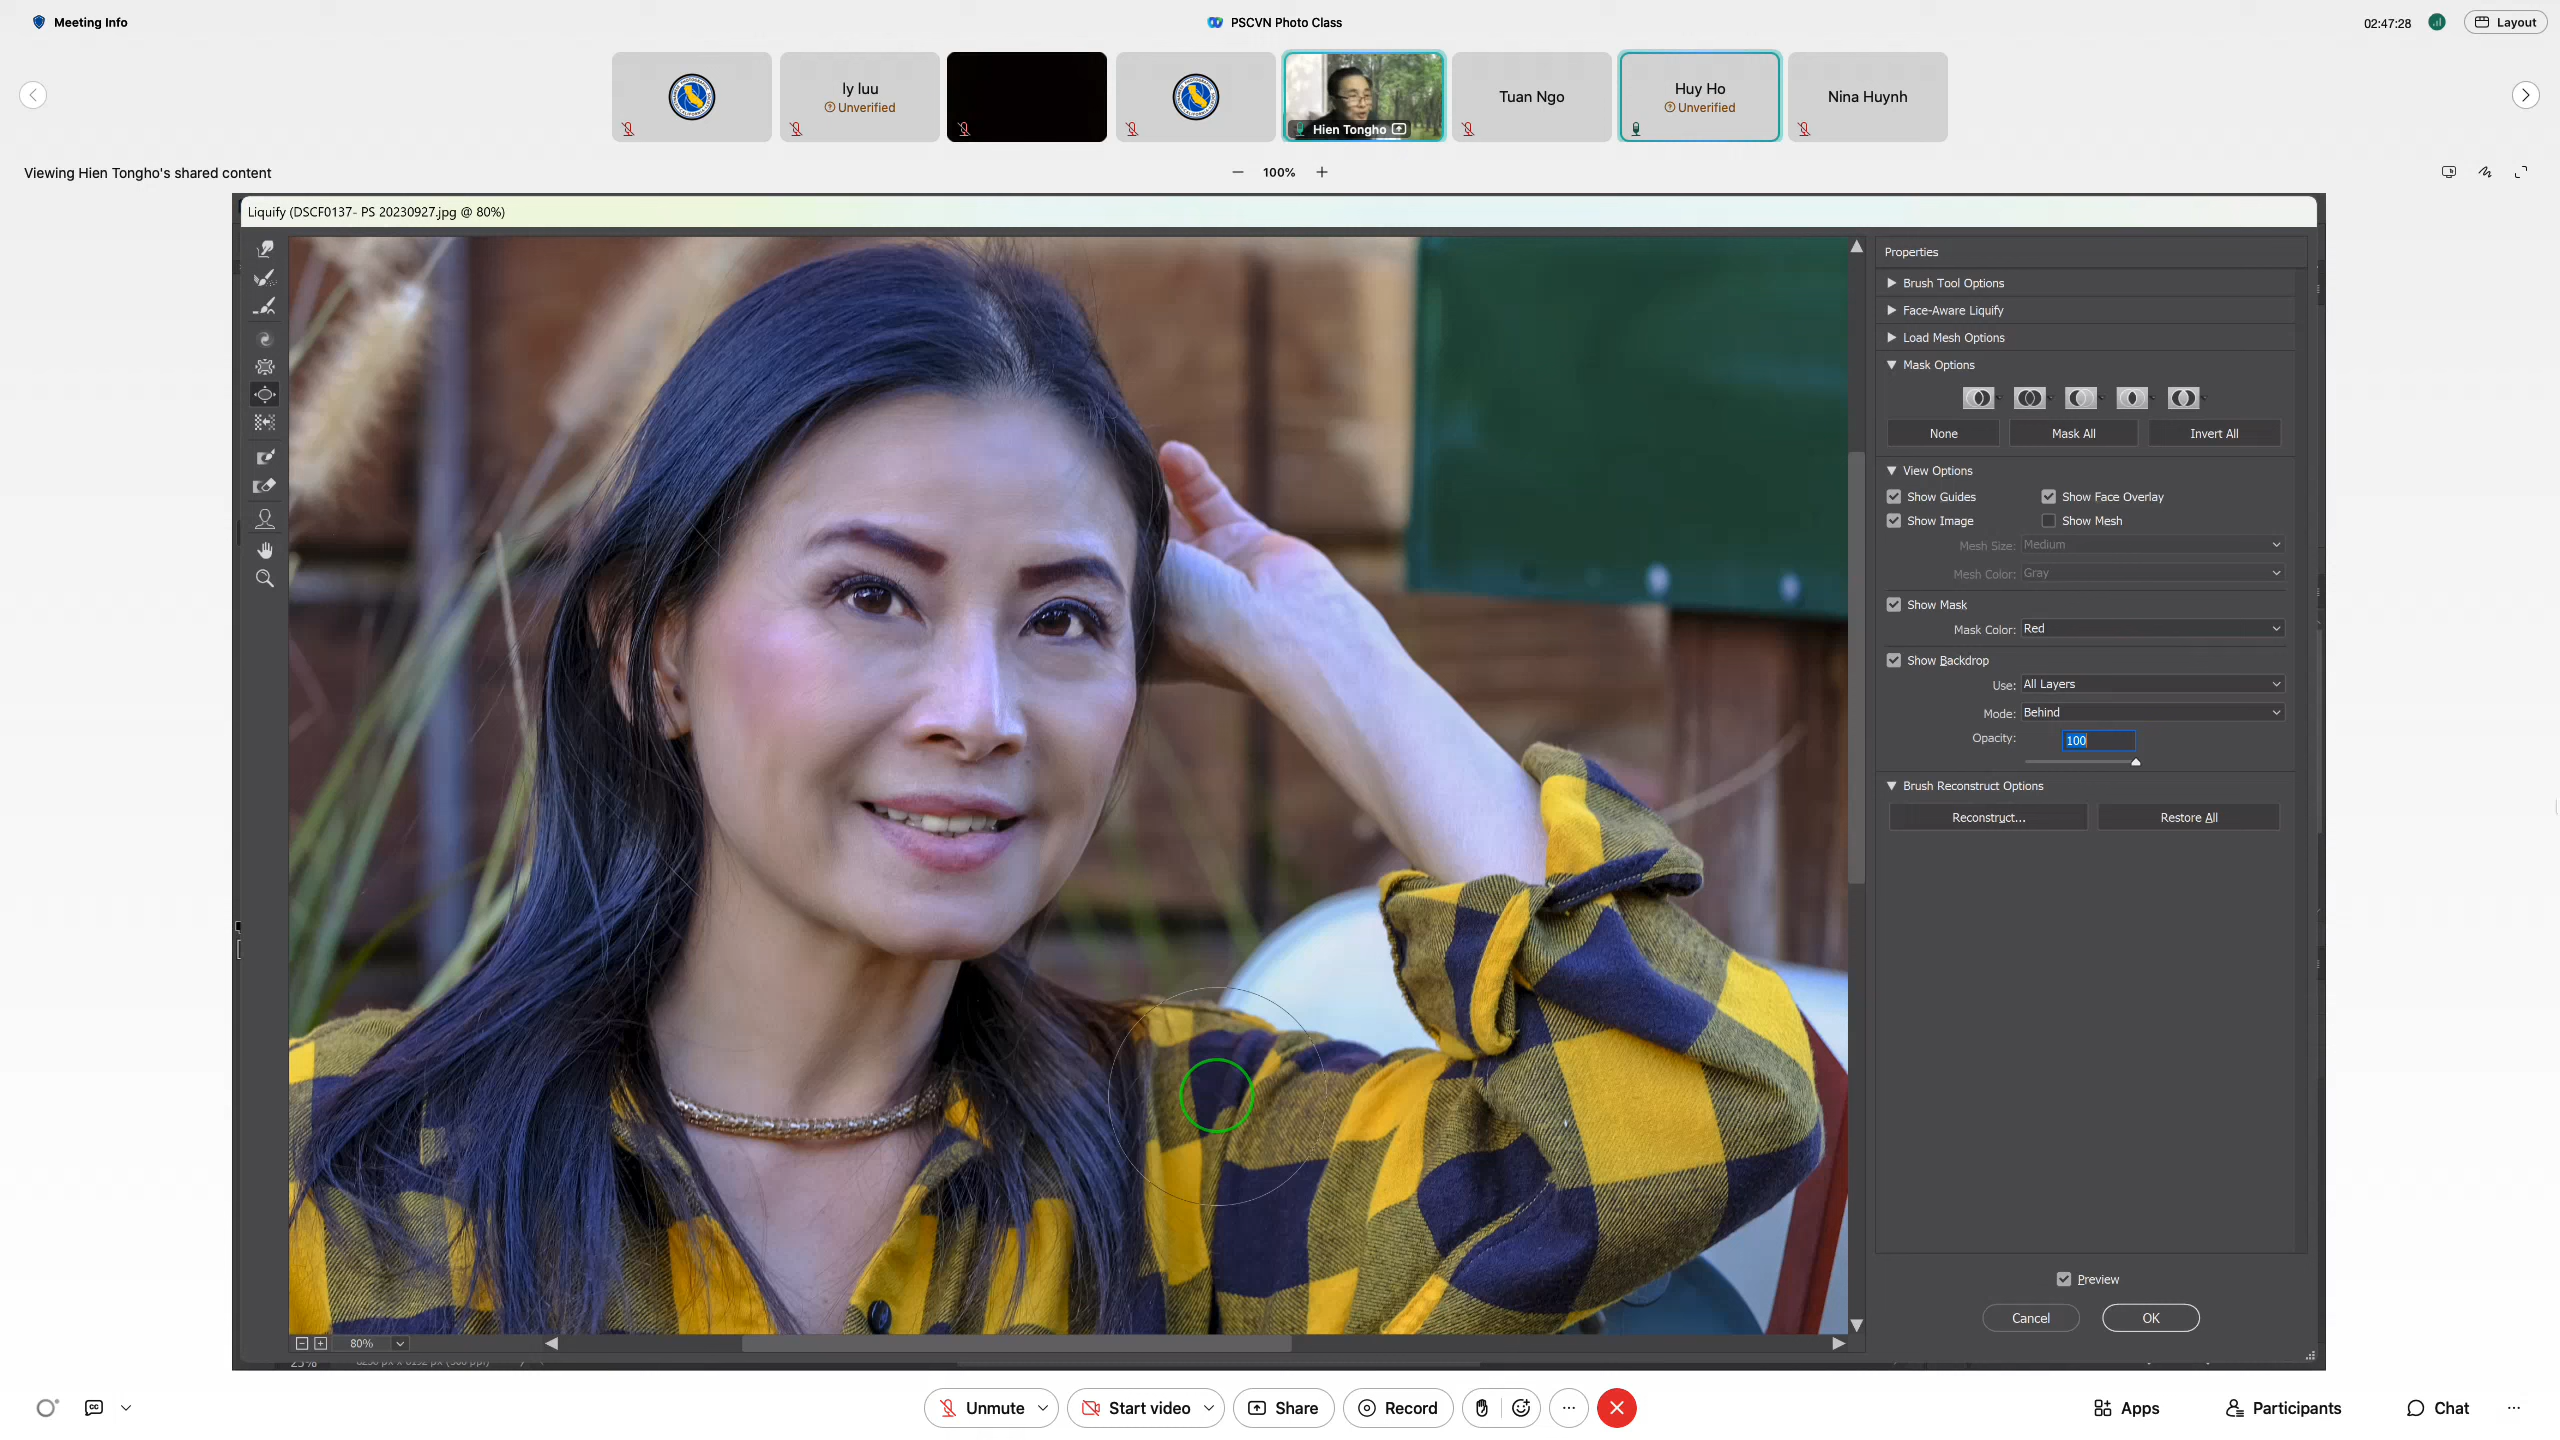 Meeting Info
PSCVN Photo Class
02:47:28
Layout
ly luu
Unverified
Hien Tongho
Tuan Ngo
Huy Ho
Unverified
Nina Huynh
Viewing Hien Tongho's shared content
100%
Liquify (DSCF0137- PS 20230927.jpg @ 80%)
Properties
Brush Tool Options
Face-Aware Liquify
Load Mesh Options
Mask Options
None
Mask All
Invert All
View Options
Show Guides
Show Face Overlay
Show Image
Show Mesh
Mesh Size: Medium
Mesh Color: Gray
Show Mask
Mask Color: Red
Show Backdrop
Use: All Layers
Mode: Behind
Opacity: 100
Brush Reconstruct Options
Reconstruct...
Restore All
Preview
Cancel
OK
80%
CC
Unmute
Start video
Share
Record
Apps
Participants
Chat